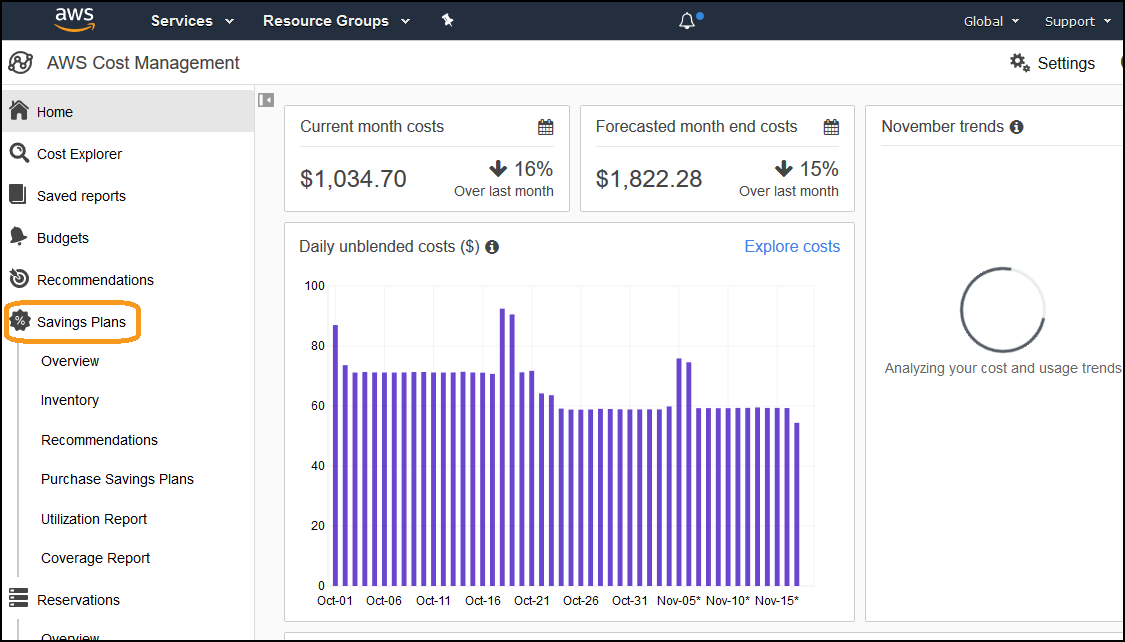 aws
Services
Resource Groups
Global
Support
AWS Cost Management
Settings
Home
Cost Explorer
Saved reports
Budgets
Recommendations
%
Savings Plans
Overview
Inventory
Recommendations
Purchase Savings Plans
Utilization Report
Coverage Report
Reservations
Overview
Current month costs
$1,034.70
16%
Over last month
Forecasted month end costs
$1,822.28
15%
Over last month
November trends
Analyzing your cost and usage trends
Daily unblended costs ($)
Explore costs
100
80
60
40
20
0
Oct-01 Oct-06 Oct-11 Oct-16 Oct-21 Oct-26 Oct-31 Nov-05* Nov-10* Nov-15*